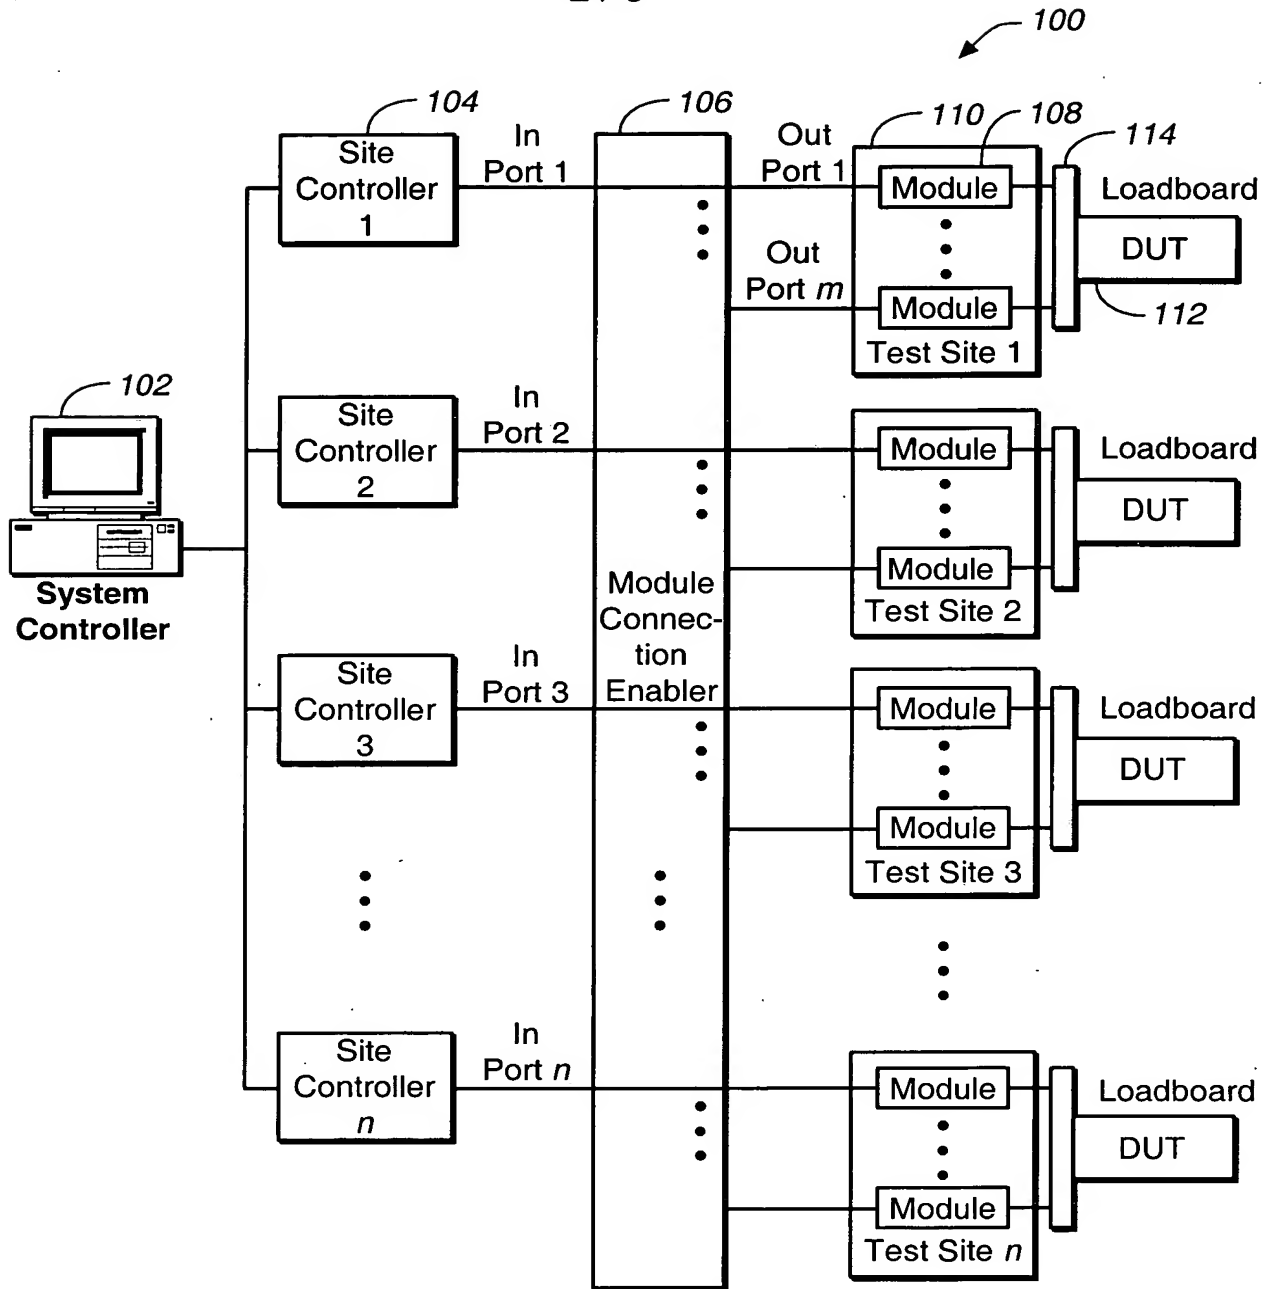 100
104
Site
Controller
1
In
Port 1
106
Out
Port 1
Out
Port m
110
108
Module
Module
Test Site 1
114
Loadboard
DUT
112
102
System
Controller
Site
Controller
2
In
Port 2
Module
Module
Test Site 2
Loadboard
DUT
Module
Connec-
tion
Enabler
Site
Controller
3
In
Port 3
Module
Module
Test Site 3
Loadboard
DUT
Site
Controller
n
In
Port n
Module
Module
Test Site n
Loadboard
DUT